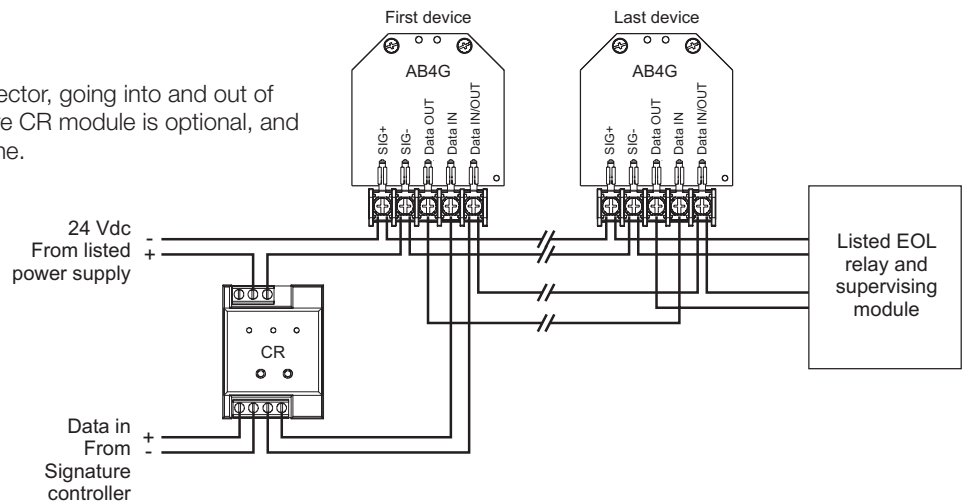 First device
Last device
AB4G
AB4G
ector, going into and out of
e CR module is optional, and
ne.
SIG+
SIG-
Data OUT
Data IN
Data IN/OUT
SIG+
SIG-
Data OUT
Data IN
Data IN/OUT
24 Vdc
From listed
power supply
-
+
Listed EOL
relay and
supervising
module
CR
Data in
From
Signature
controller
+
-